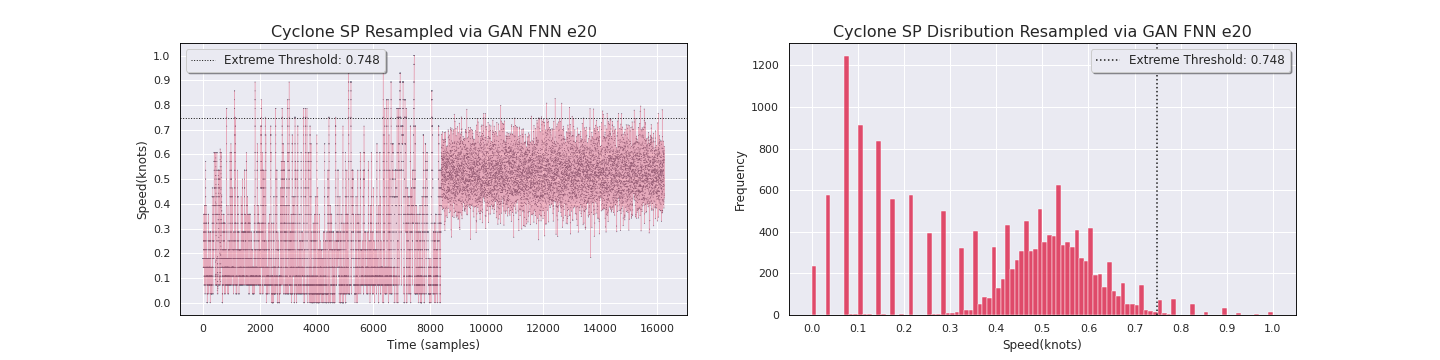 Cyclone SP Resampled via GAN FNN e20
Extreme Threshold: 0.748
1.0
0.9
0.8
0.7
0.6
0.5
0.4
0.3
0.2
0.1
0.0
Speed(knots)
0 2000 4000 6000 8000 10000 12000 14000 16000
Time (samples)
Cyclone SP Disribution Resampled via GAN FNN e20
Extreme Threshold: 0.748
1200
1000
800
600
400
200
0
Frequency
0.0 0.1 0.2 0.3 0.4 0.5 0.6 0.7 0.8 0.9 1.0
Speed(knots)